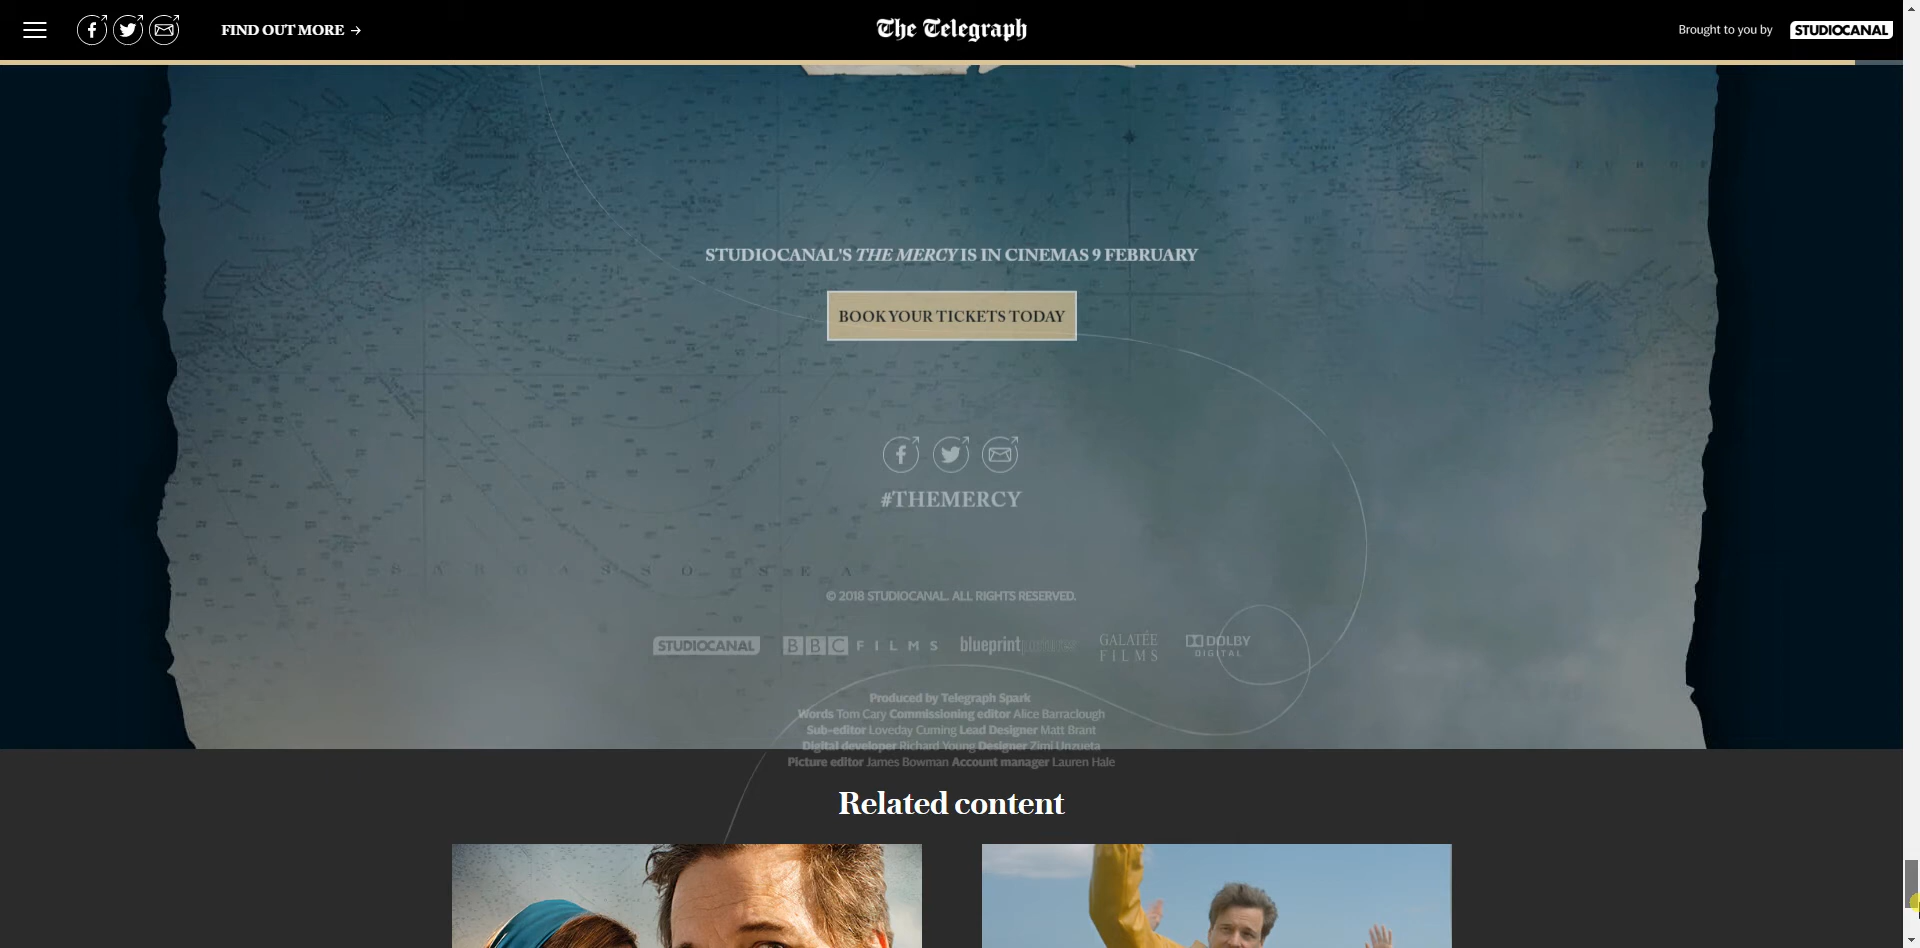 FIND OUT MORE →
The Telegraph
Brought to you by STUDIOCANAL
STUDIOCANAL'S THE MERCY IS IN CINEMAS 9 FEBRUARY
BOOK YOUR TICKETS TODAY
#THEMERCY
SARGASSO SEA
© 2018 STUDIOCANAL. ALL RIGHTS RESERVED.
STUDIOCANAL BBC FILMS blueprint pictures GALATÉE FILMS DOLBY DIGITAL
Produced by Telegraph Spark
Words Tom Cary Commissioning editor Alice Barraclough
Sub-editor Loveday Cuming Lead Designer Matt Brant
Digital developer Richard Young Designer Zimi Unzueta
Picture editor James Bowman Account manager Lauren Hale
Related content